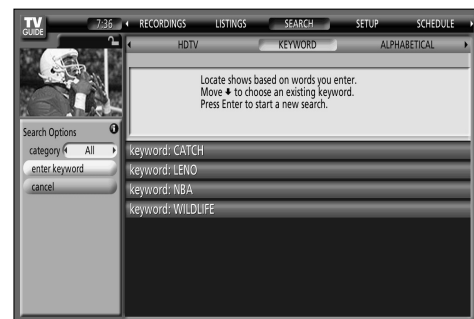 TV
GUIDE
7:36 RECORDINGS LISTINGS SEARCH SETUP SCHEDULE
HDTV KEYWORD ALPHABETICAL
Locate shows based on words you enter.
Move ↓ to choose an existing keyword.
Press Enter to start a new search.
Search Options
category All
enter keyword
cancel
keyword: CATCH
keyword: LENO
keyword: NBA
keyword: WILDLIFE